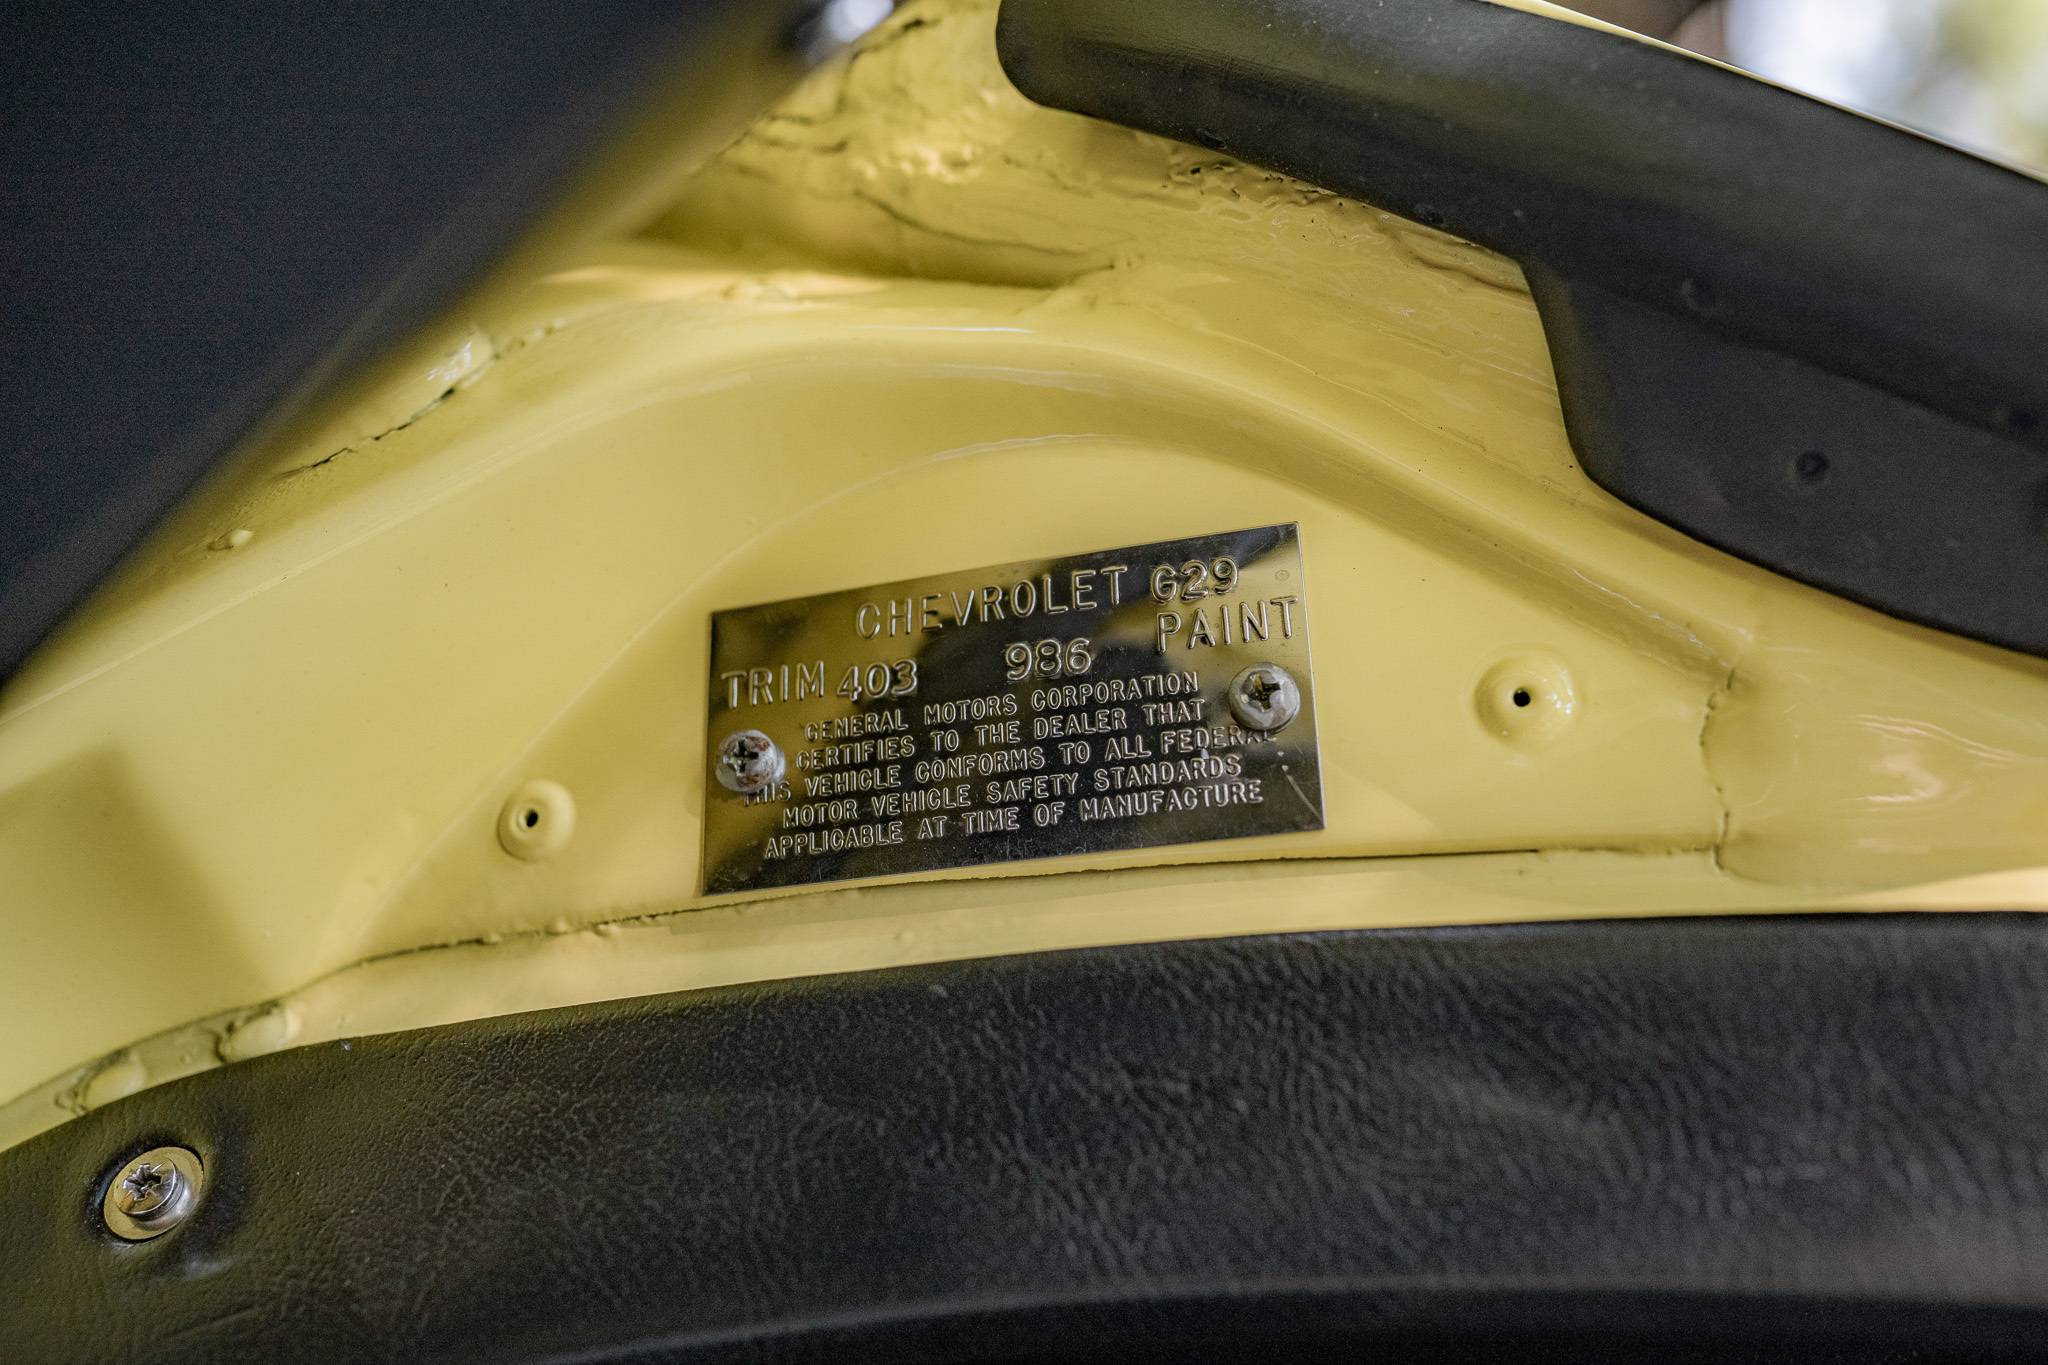 CHEVROLET G29
TRIM 403 986 PAINT
GENERAL MOTORS CORPORATION
CERTIFIES TO THE DEALER THAT
THIS VEHICLE CONFORMS TO ALL FEDERAL
MOTOR VEHICLE SAFETY STANDARDS
APPLICABLE AT TIME OF MANUFACTURE